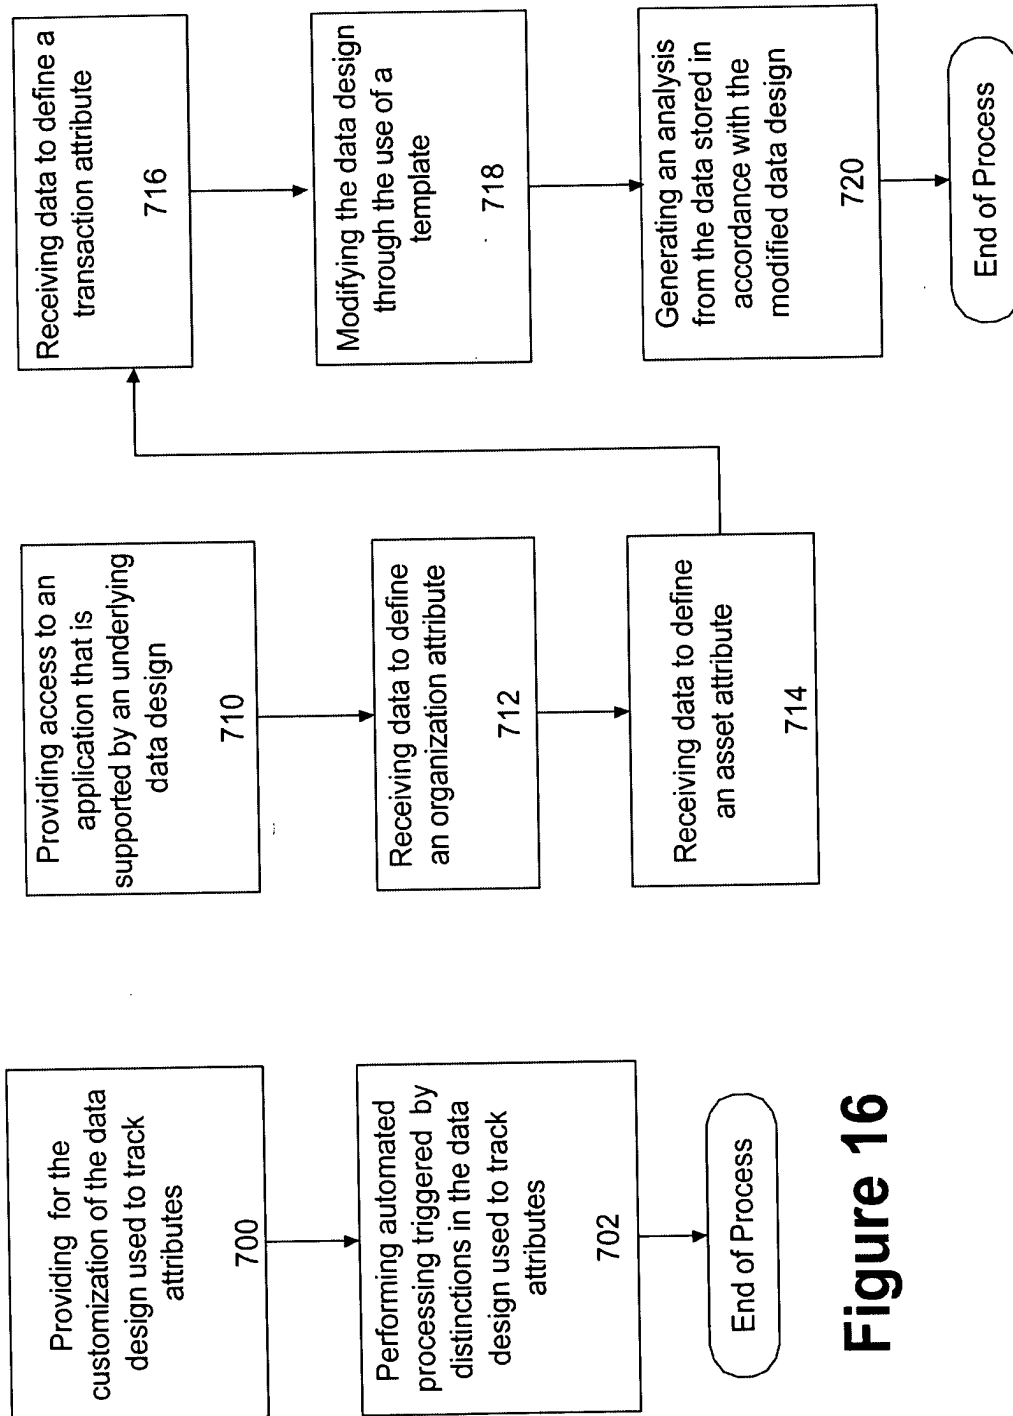 Providing for the
customization of the data
design used to track
attributes
700
Performing automated
processing triggered by
distinctions in the data
design used to track
attributes
702
End of Process
Providing access to an
application that is
supported by an underlying
data design
710
Receiving data to define
an organization attribute
712
Receiving data to define
an asset attribute
714
Receiving data to define a
transaction attribute
716
Modifying the data design
through the use of a
template
718
Generating an analysis
from the data stored in
accordance with the
modified data design
720
End of Process
Figure 16